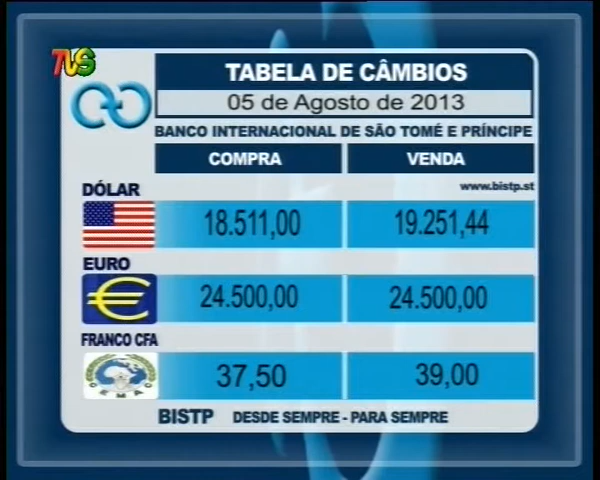 TVS
TABELA DE CÂMBIOS
05 de Agosto de 2013
BANCO INTERNACIONAL DE SÃO TOMÉ E PRÍNCIPE
COMPRA VENDA
www.bistp.st
DÓLAR
18.511,00 19.251,44
EURO
24.500,00 24.500,00
FRANCO CFA
CEMAC
37,50 39,00
BISTP DESDE SEMPRE - PARA SEMPRE